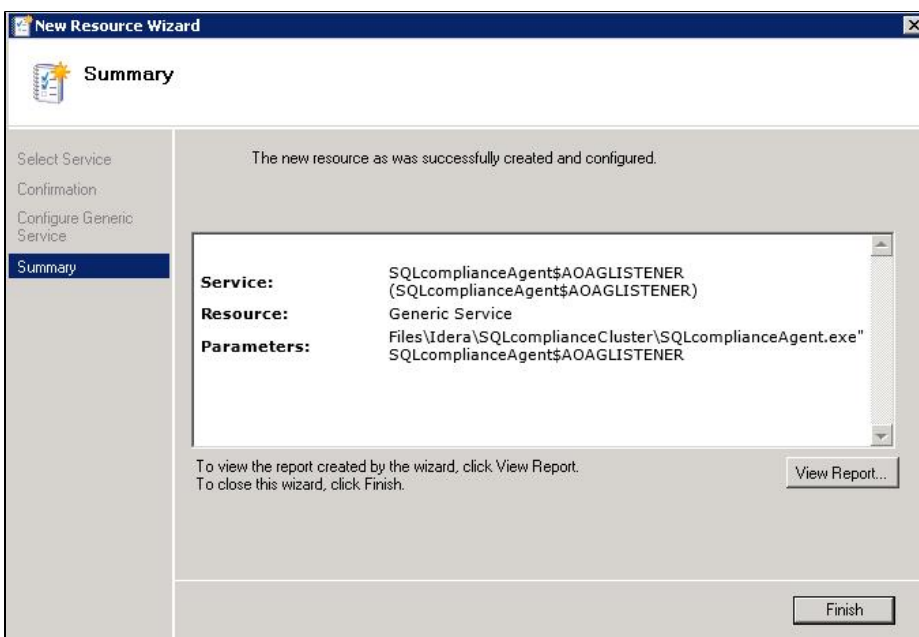 New Resource Wizard
Summary
Select Service
Confirmation
Configure Generic
Service
Summary
The new resource as was successfully created and configured.
Service: SQLcomplianceAgent$AOAGLISTENER
(SQLcomplianceAgent$AOAGLISTENER)
Resource: Generic Service
Parameters: Files\Idera\SQLcomplianceCluster\SQLcomplianceAgent.exe"
SQLcomplianceAgent$AOAGLISTENER
To view the report created by the wizard, click View Report.
To close this wizard, click Finish.
View Report...
Finish